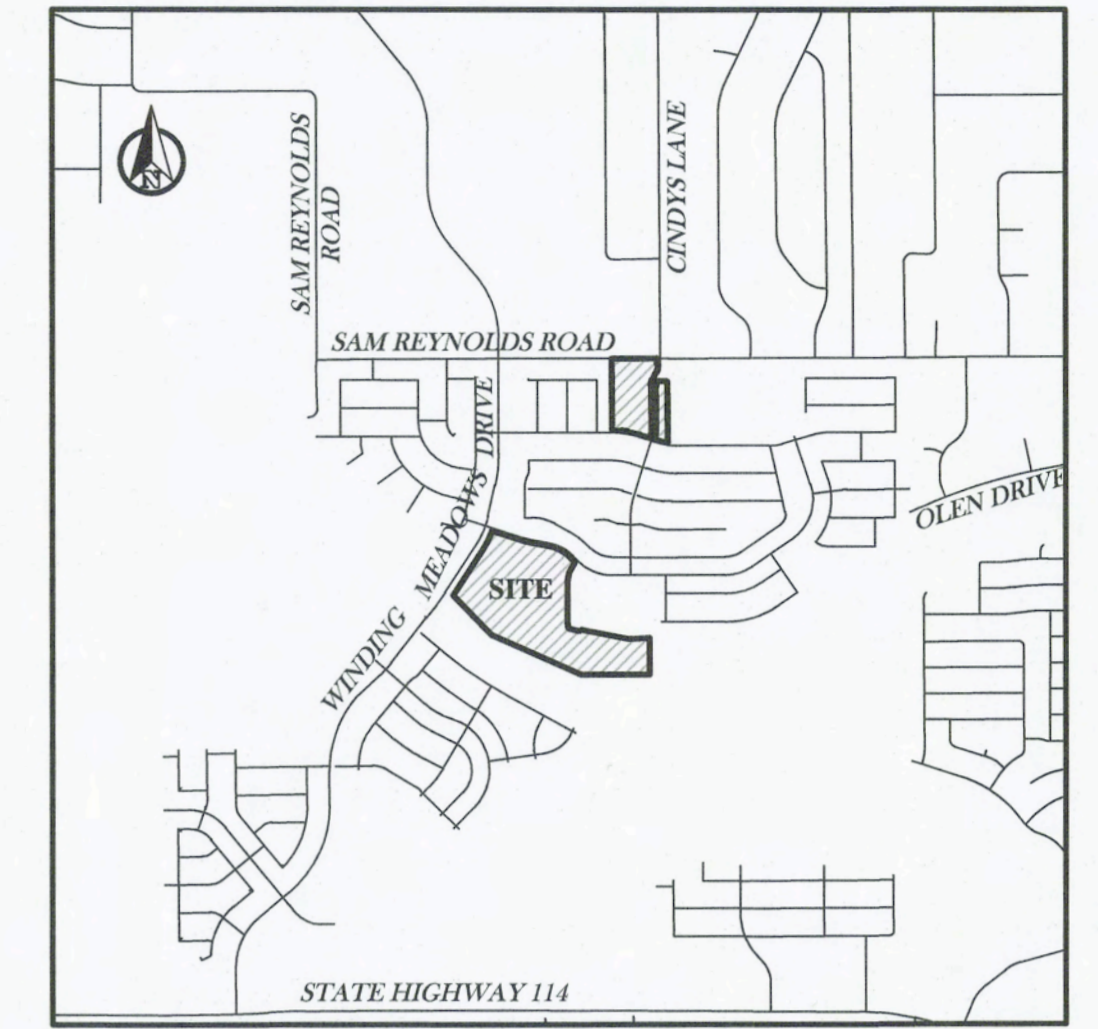 N
SAM REYNOLDS
ROAD
CINDYS LANE
SAM REYNOLDS ROAD
WINDING MEADOWS DRIVE
OLEN DRIVE
SITE
STATE HIGHWAY 114